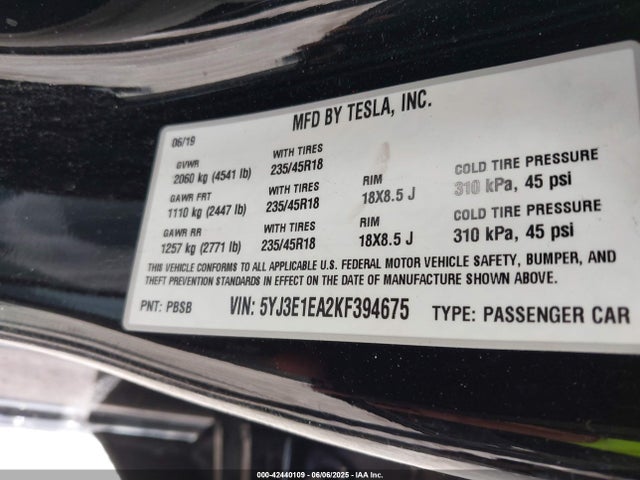 MFD BY TESLA, INC.
06/19
GVWR WITH TIRES
2060 kg (4541 lb) 235/45R18
GAWR FRT WITH TIRES RIM COLD TIRE PRESSURE
1110 kg (2447 lb) 235/45R18 18X8.5 J 310 kPa, 45 psi
GAWR RR WITH TIRES RIM COLD TIRE PRESSURE
1257 kg (2771 lb) 235/45R18 18X8.5 J 310 kPa, 45 psi
THIS VEHICLE CONFORMS TO ALL APPLICABLE U.S. FEDERAL MOTOR VEHICLE SAFETY, BUMPER, AND
THEFT PREVENTION STANDARDS IN EFFECT ON THE DATE OF MANUFACTURE SHOWN ABOVE.
PNT: PBSB VIN: 5YJ3E1EA2KF394675 TYPE: PASSENGER CAR
000-42440109 - 06/06/2025 - IAA Inc.